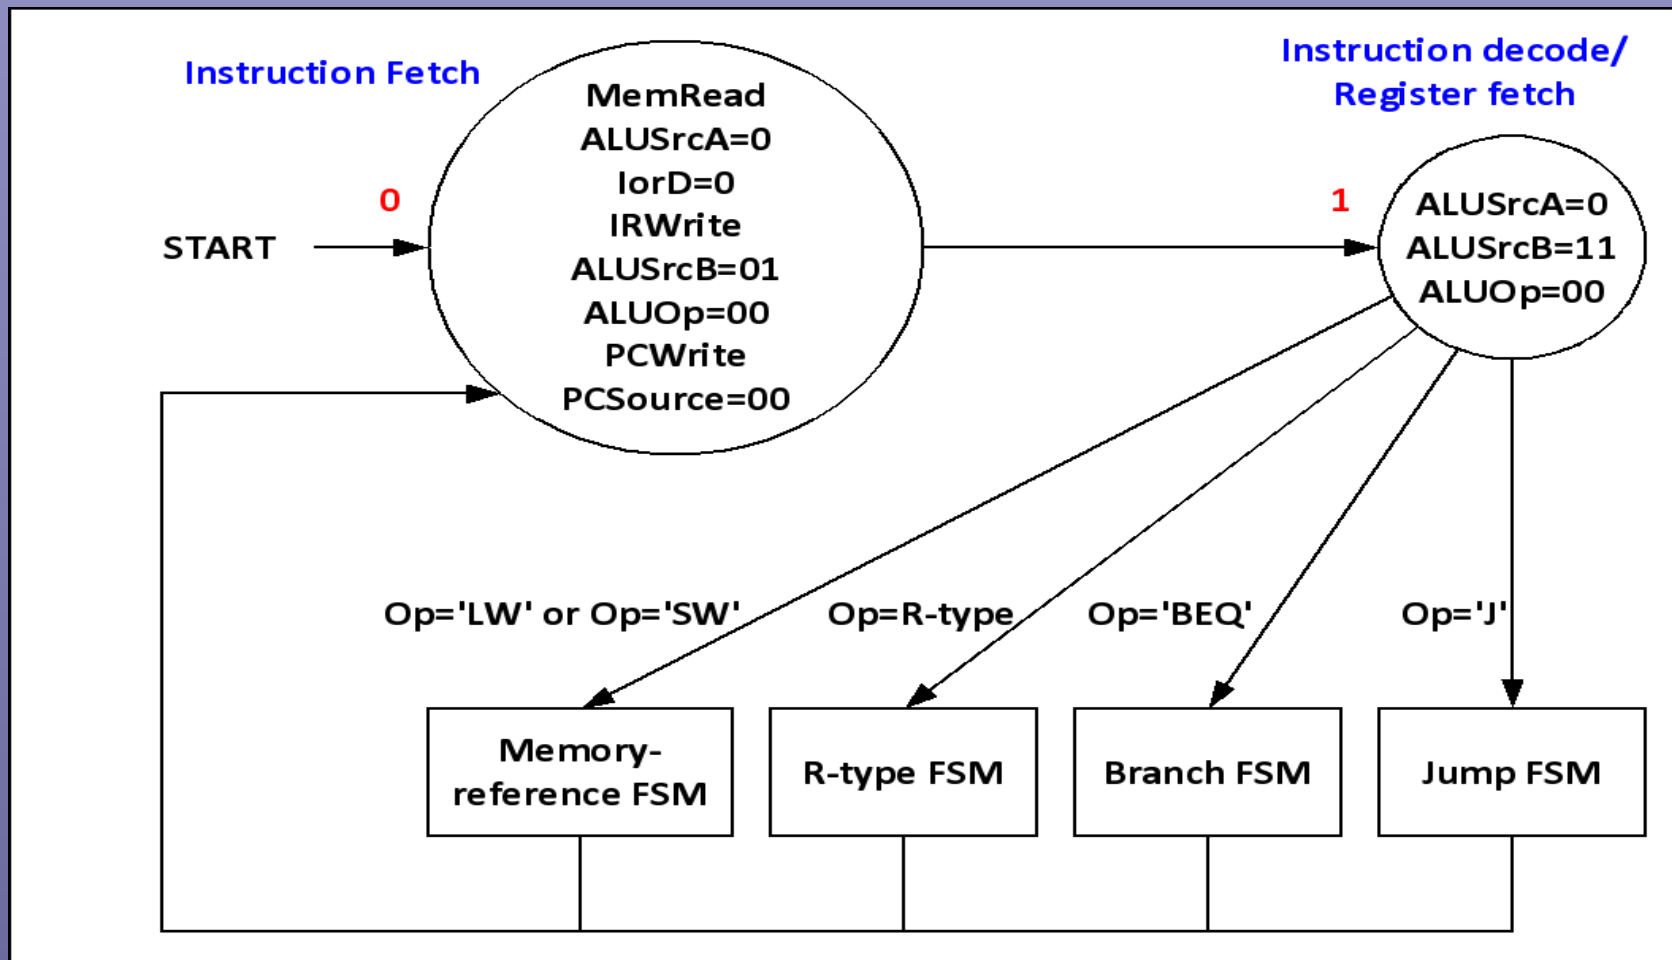 Instruction Fetch
MemRead
ALUSrcA=0
IorD=0
IRWrite
ALUSrcB=01
ALUOp=00
PCWrite
PCSource=00
0
START
Instruction decode/
Register fetch
1
ALUSrcA=0
ALUSrcB=11
ALUOp=00
Op='LW' or Op='SW'
Op=R-type
Op='BEQ'
Op='J'
Memory-
reference FSM
R-type FSM
Branch FSM
Jump FSM